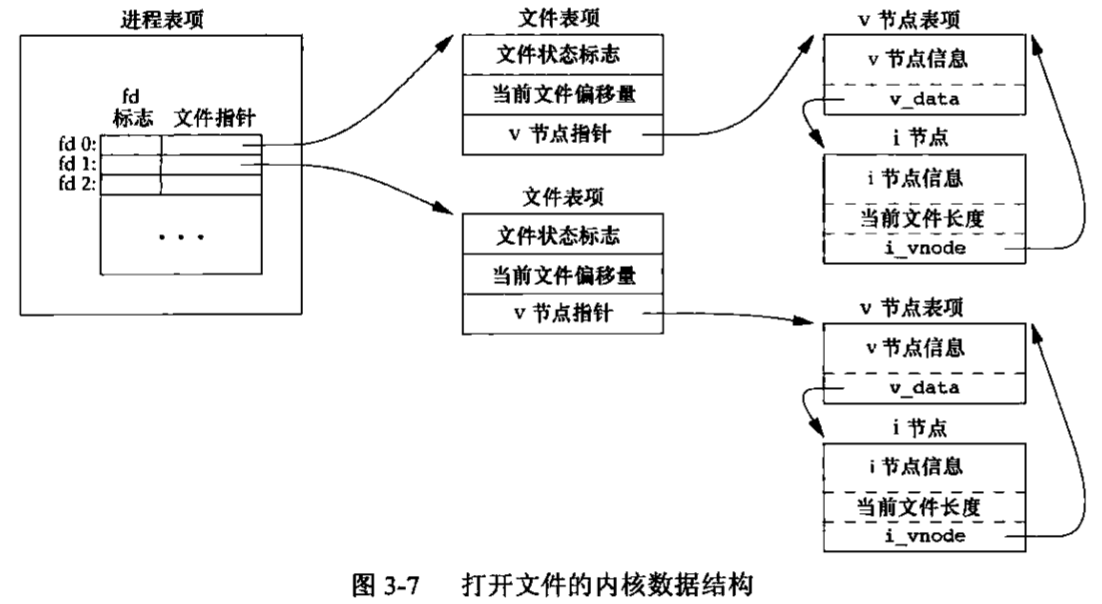 进程表项
fd
标志 文件指针
fd 0:
fd 1:
fd 2:
• • •
文件表项
文件状态标志
当前文件偏移量
v 节点指针
文件表项
文件状态标志
当前文件偏移量
v 节点指针
v 节点表项
v 节点信息
v_data
i 节点
i 节点信息
当前文件长度
i_vnode
v 节点表项
v 节点信息
v_data
i 节点
i 节点信息
当前文件长度
i_vnode
图 3-7 打开文件的内核数据结构